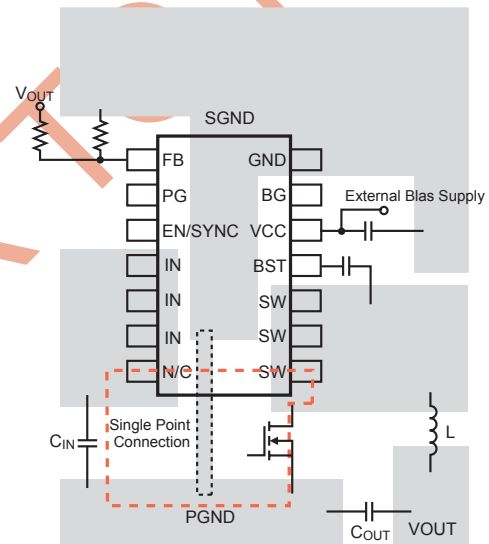 VOUT
SGND
FB
GND
PG
BG
External Blas Supply
EN/SYNC
VCC
IN
BST
IN
SW
IN
SW
N/C
SW
Single Point
Connection
CIN
L
PGND
COUT
VOUT